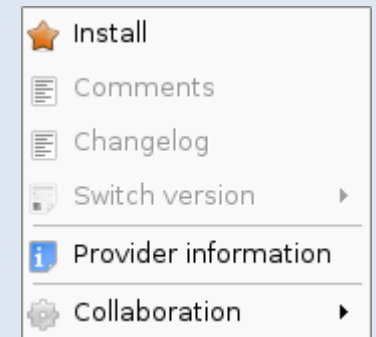 Install
Comments
Changelog
Switch version
Provider information
Collaboration